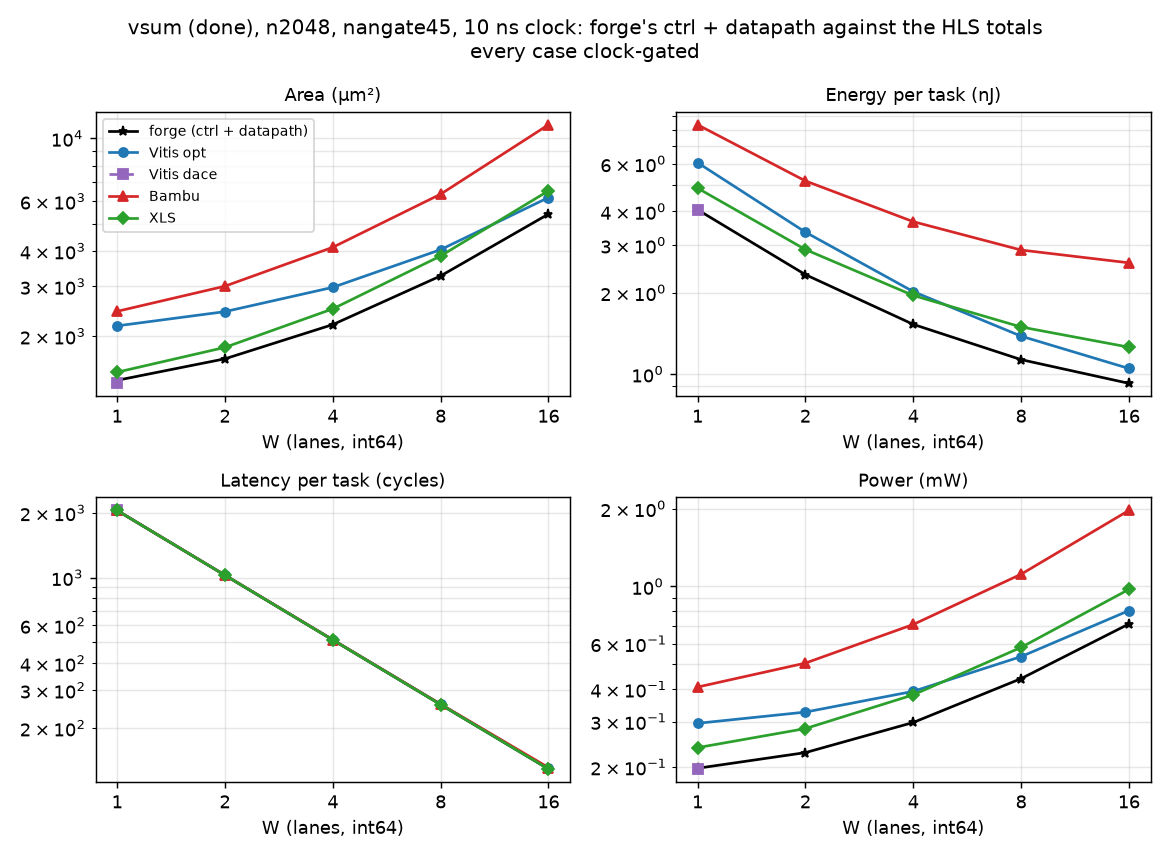 vsum (done), n2048, nangate45, 10 ns clock: forge's ctrl + datapath against the HLS totals
every case clock-gated
Area (µm²)
10⁴
6 × 10³
4 × 10³
3 × 10³
2 × 10³
forge (ctrl + datapath)
Vitis opt
Vitis dace
Bambu
XLS
1 2 4 8 16
W (lanes, int64)
Energy per task (nJ)
6 × 10⁰
4 × 10⁰
3 × 10⁰
2 × 10⁰
10⁰
1 2 4 8 16
W (lanes, int64)
Latency per task (cycles)
2 × 10³
10³
6 × 10²
4 × 10²
3 × 10²
2 × 10²
1 2 4 8 16
W (lanes, int64)
Power (mW)
2 × 10⁰
10⁰
6 × 10⁻¹
4 × 10⁻¹
3 × 10⁻¹
2 × 10⁻¹
1 2 4 8 16
W (lanes, int64)